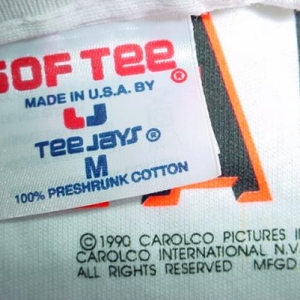 SOF TEE ®
MADE IN U.S.A. BY
TEE JAYS ®
M
100% PRESHRUNK COTTON
A
© 1990 CAROLCO PICTURES
CAROLCO INTERNATIONAL N.V.
ALL RIGHTS RESERVED MFGD